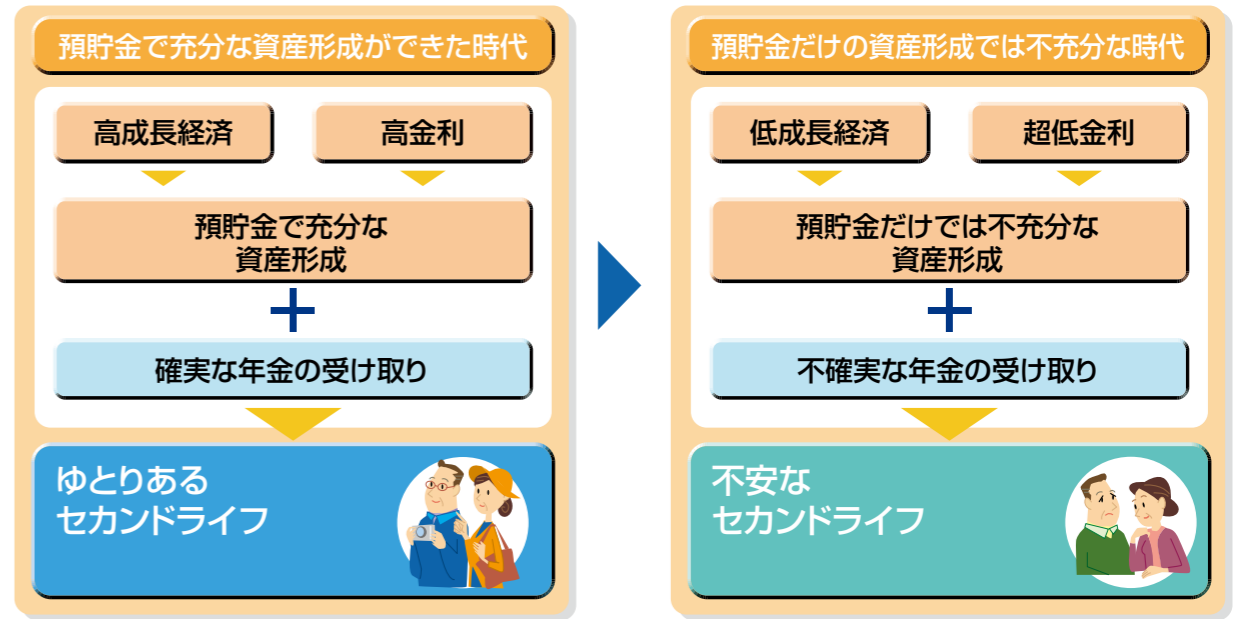 預貯金で充分な資産形成ができた時代
高成長経済
高金利
預貯金で充分な
資産形成
＋
確実な年金の受け取り
ゆとりある
セカンドライフ
預貯金だけの資産形成では不充分な時代
低成長経済
超低金利
預貯金だけでは不充分な
資産形成
＋
不確実な年金の受け取り
不安な
セカンドライフ